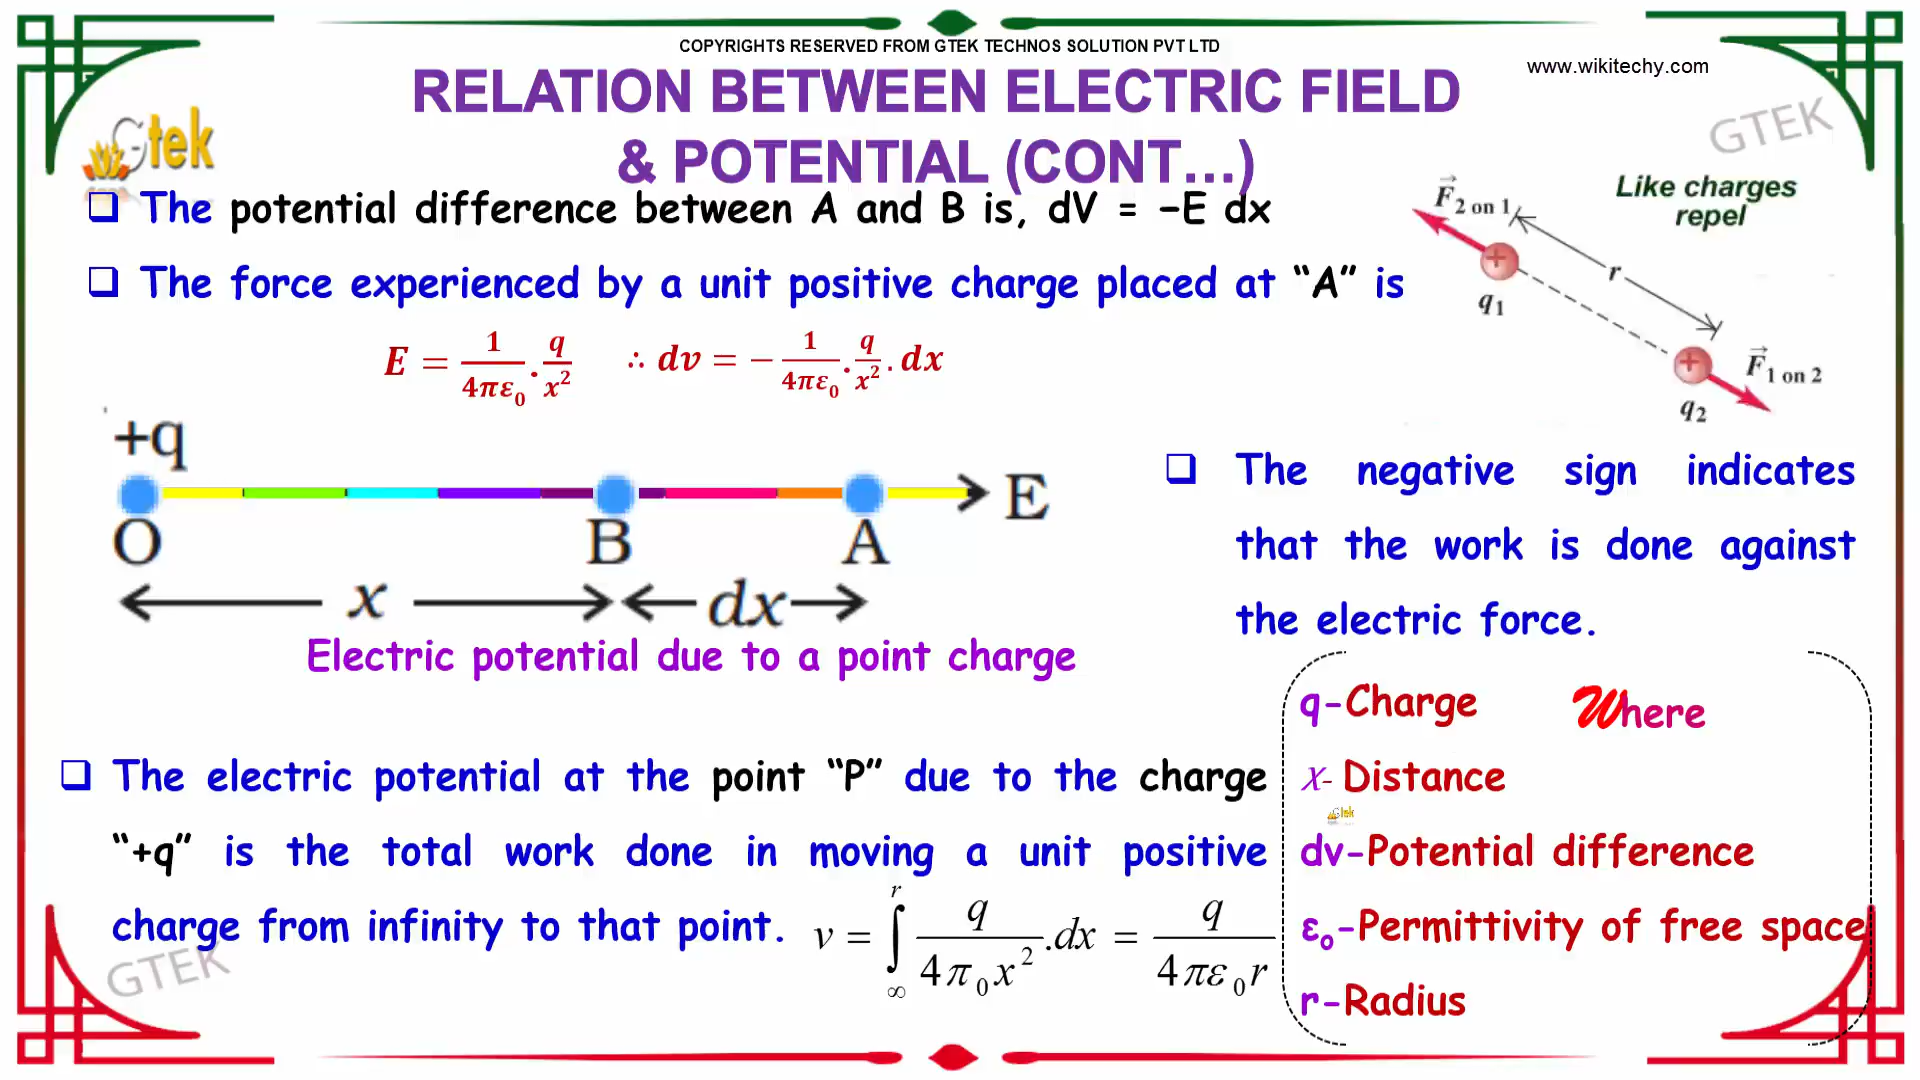 COPYRIGHTS RESERVED FROM GTEK TECHNOS SOLUTION PVT LTD
www.wikitechy.com
RELATION BETWEEN ELECTRIC FIELD
& POTENTIAL (CONT...)
Gtek
GTEK
❑ The potential difference between A and B is, dV = –E dx
❑ The force experienced by a unit positive charge placed at “A” is
E = 1/4πε₀ . q/x² ∴ dv = − 1/4πε₀ . q/x² . dx
Like charges
repel
F⃗2 on 1
r
q1
F⃗1 on 2
q2
+q
O B A E
x dx
Electric potential due to a point charge
❑ The negative sign indicates
that the work is done against
the electric force.
❑ The electric potential at the point “P” due to the charge
“+q” is the total work done in moving a unit positive
charge from infinity to that point. v = ∫∞^r q/4π₀x² .dx = q/4πε₀r
q-Charge Where
X- Distance
Gtek
dv-Potential difference
εo-Permittivity of free space
r-Radius
GTEK